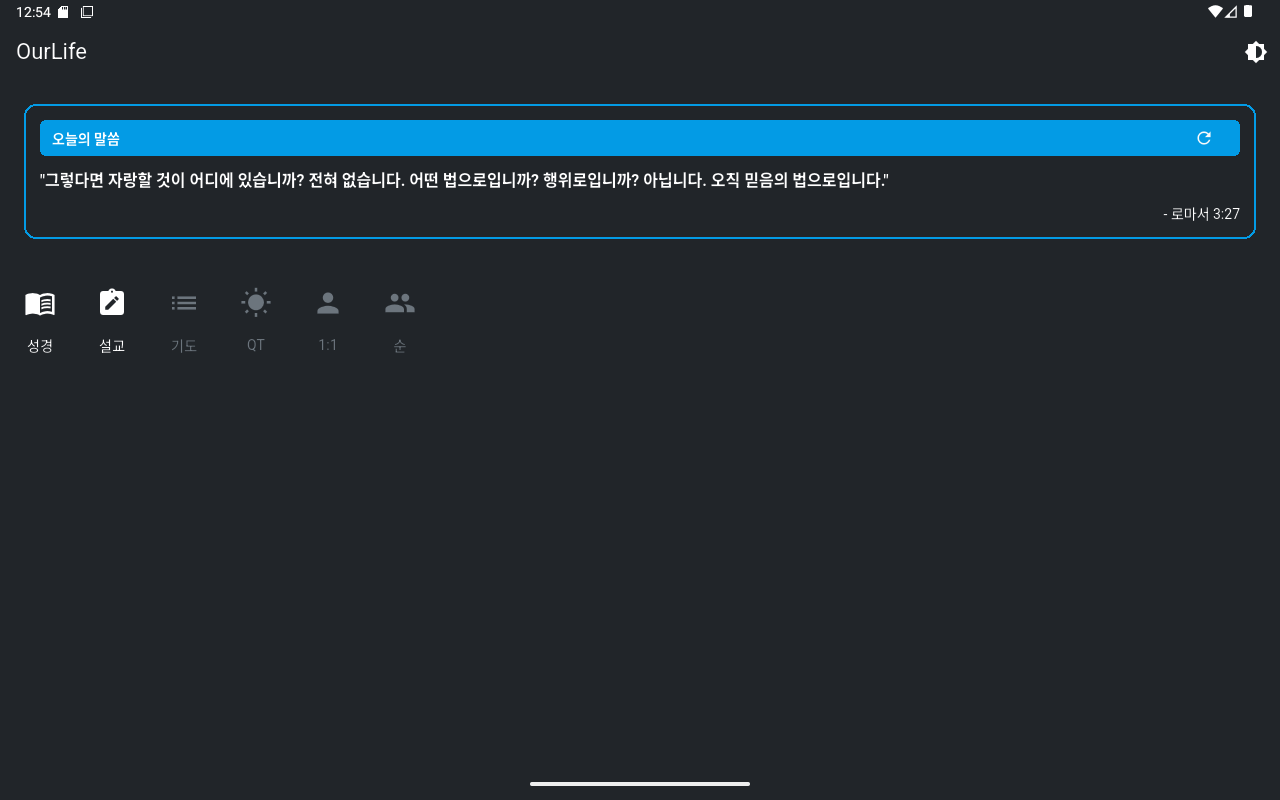 12:54
OurLife
오늘의 말씀
"그렇다면 자랑할 것이 어디에 있습니까? 전혀 없습니다. 어떤 법으로입니까? 행위로입니까? 아닙니다. 오직 믿음의 법으로입니다."
- 로마서 3:27
성경 설교 기도 QT 1:1 순